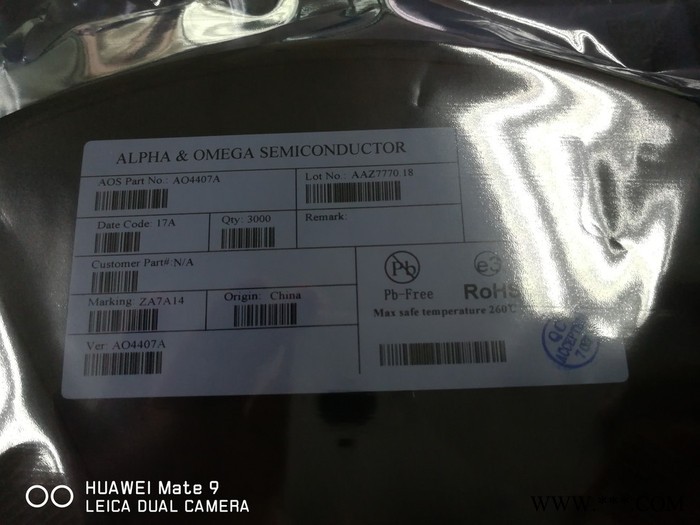 ALPHA & OMEGA SEMICONDUCTOR
AOS Part No.: AO4407A
Lot No.: AAZ7770 18
Date Code: 17A
Qty: 3000
Remark:
Customer Part# N/A
Pb
e3
Pb-Free
RoHS
Marking: ZA7A14
Origin: China
Max safe temperature 260℃
QC
Ver: AO4407A
HUAWEI Mate 9
LEICA DUAL CAMERA